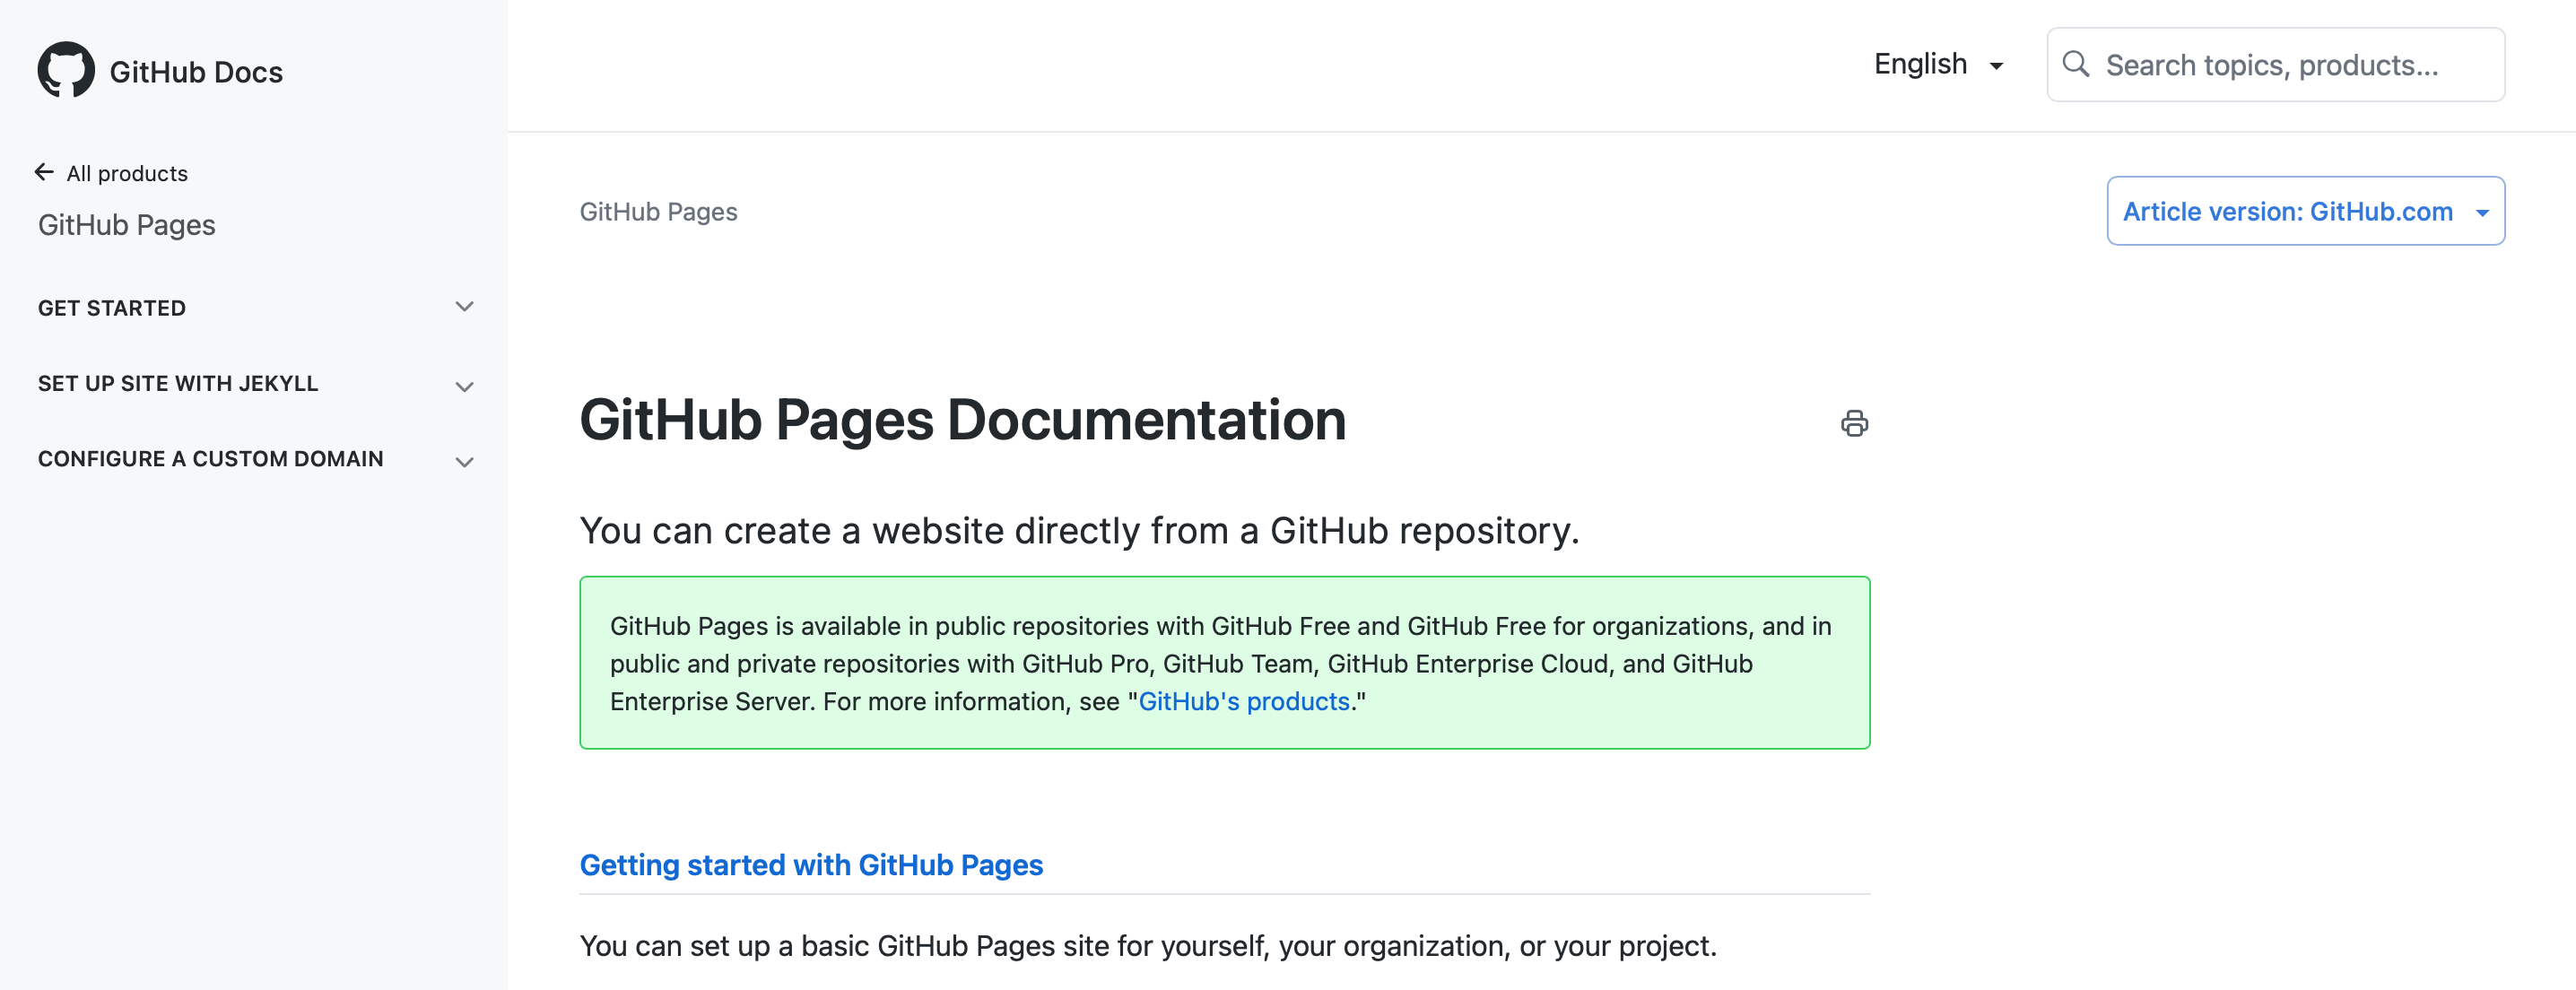 GitHub Docs
English
Search topics, products...
All products
GitHub Pages
GET STARTED
SET UP SITE WITH JEKYLL
CONFIGURE A CUSTOM DOMAIN
GitHub Pages
Article version: GitHub.com
GitHub Pages Documentation
You can create a website directly from a GitHub repository.
GitHub Pages is available in public repositories with GitHub Free and GitHub Free for organizations, and in
public and private repositories with GitHub Pro, GitHub Team, GitHub Enterprise Cloud, and GitHub
Enterprise Server. For more information, see "GitHub's products."
Getting started with GitHub Pages
You can set up a basic GitHub Pages site for yourself, your organization, or your project.